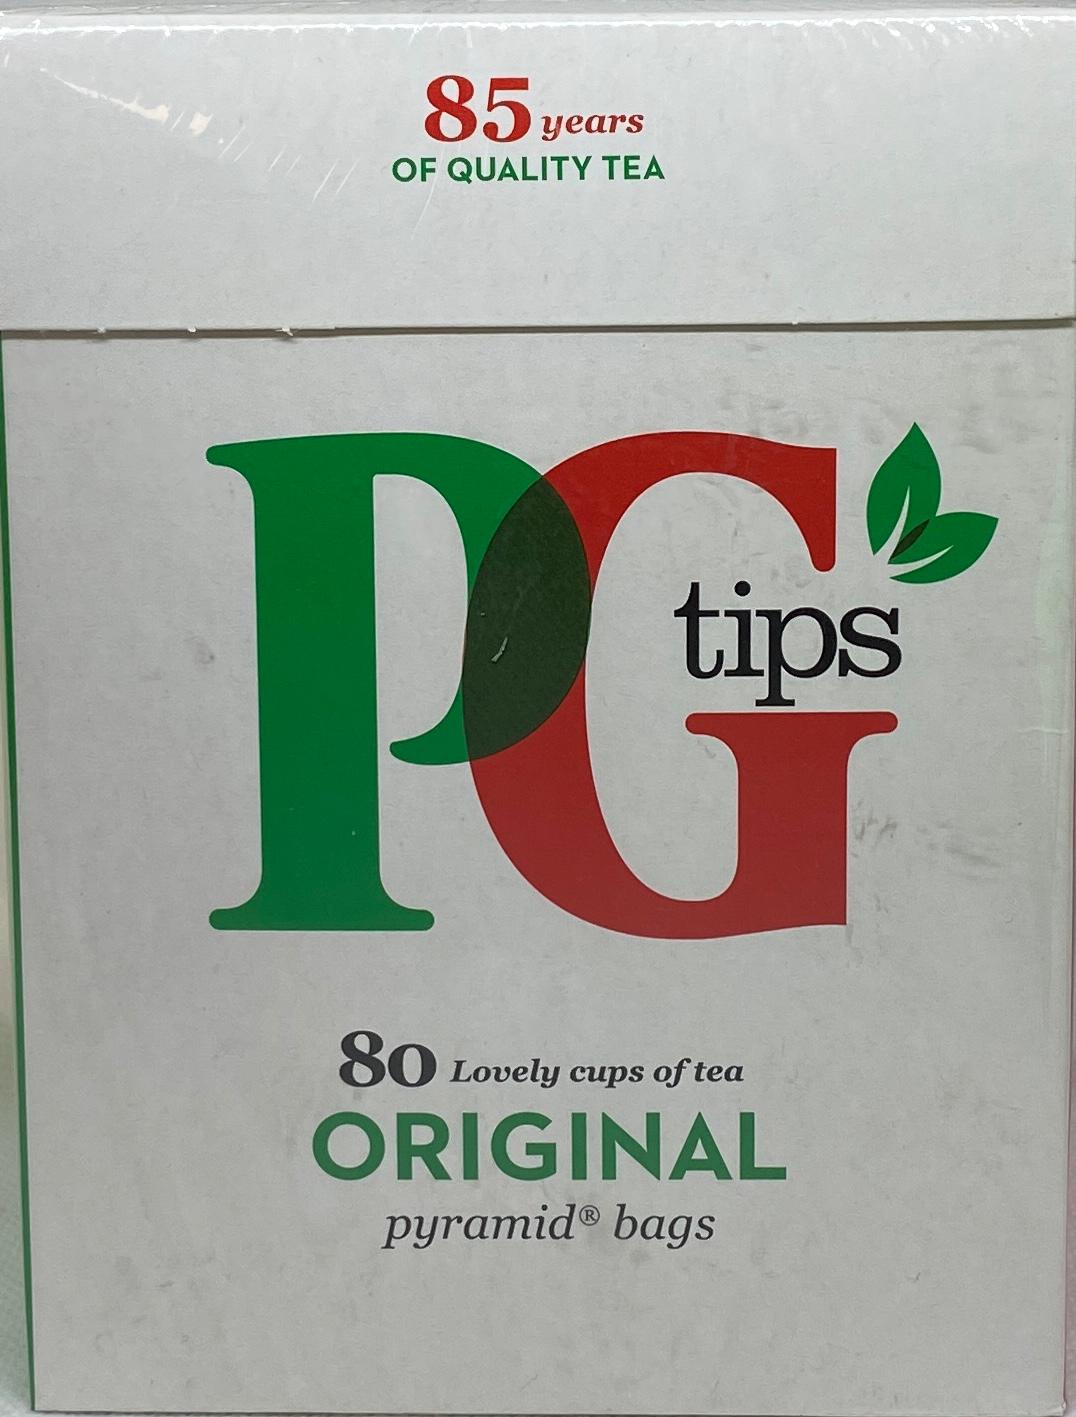 85 years
OF QUALITY TEA
PG
tips
80 Lovely cups of tea
ORIGINAL
pyramid® bags